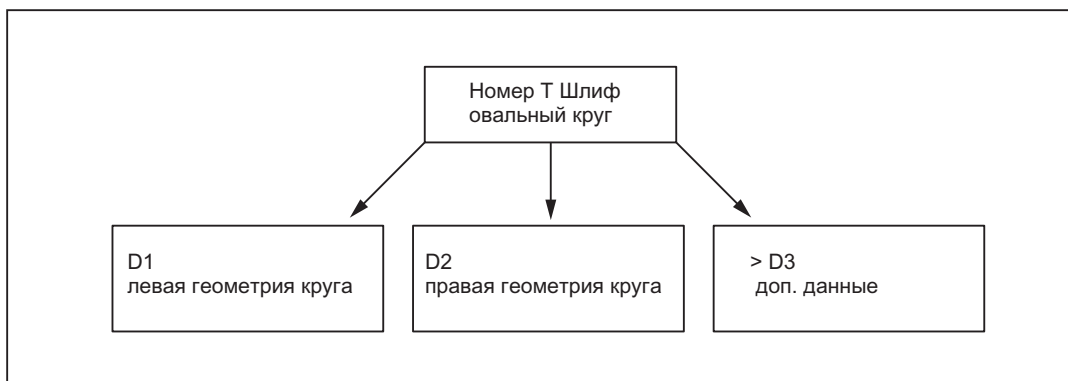 Номер Т Шлиф
овальный круг
D1
левая геометрия круга
D2
правая геометрия круга
> D3
доп. данные